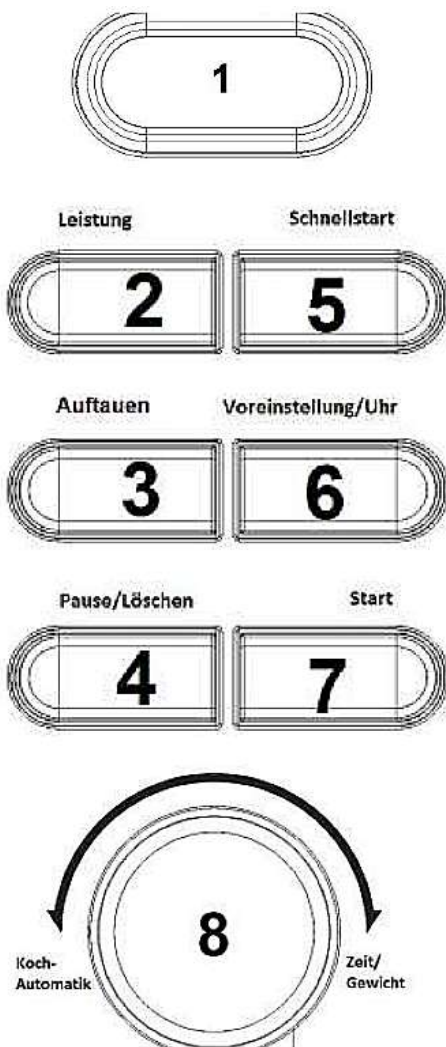 1
Leistung Schnellstart
2 5
Auftauen Voreinstellung/Uhr
3 6
Pause/Löschen Start
4 7
8
Koch- Zeit/
Automatik Gewicht